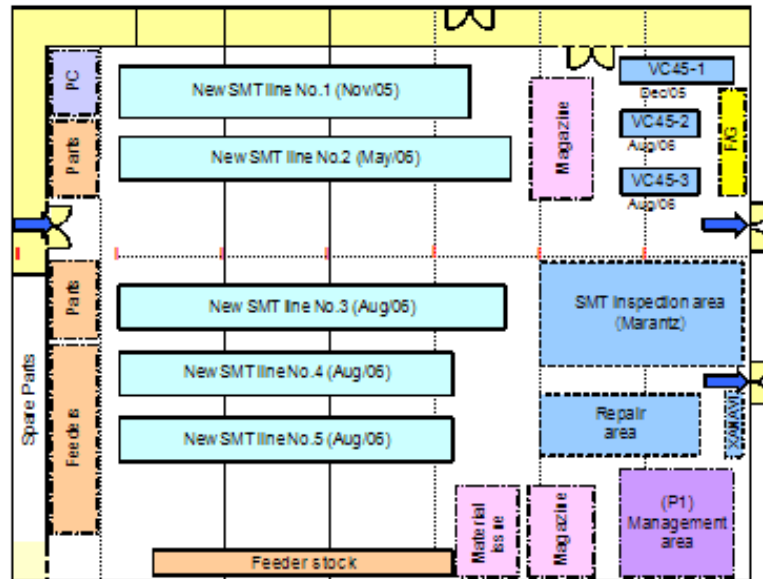 PC
New SMT line No.1 (Nov/05)
VC45-1
Dec/05
Parts
New SMT line No.2 (May/06)
Magazine
VC45-2
Aug/06
F/G
VC45-3
Aug/06
Parts
New SMT line No.3 (Aug/06)
SMT Inspection area
(Marantz)
Spare Parts
Feeders
New SMT line No.4 (Aug/06)
New SMT line No.5 (Aug/06)
Repair
area
XANAVI
Material
issue
Magazine
(P1)
Management
area
Feeder stock